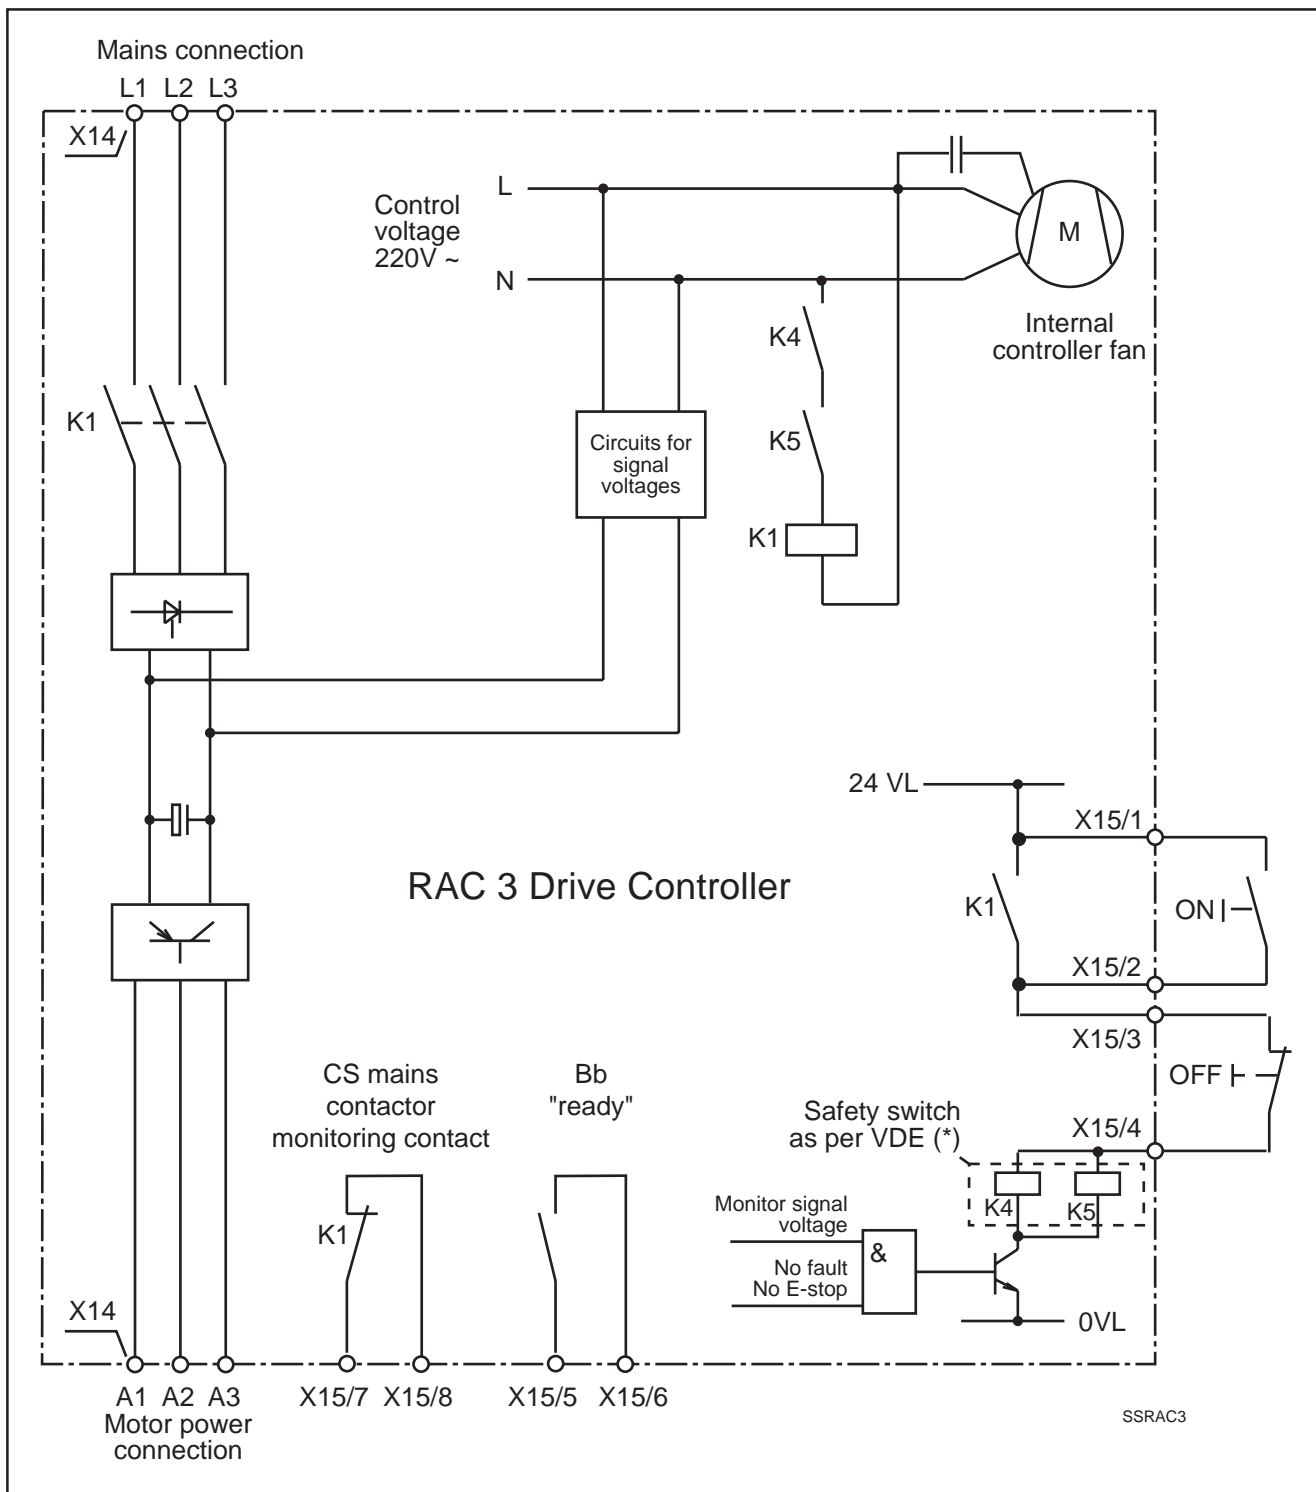 Mains connection
L1 L2 L3
X14
L
Control
voltage
220V ~
M
N
Internal
controller fan
K4
K1
K5
Circuits for
signal
voltages
K1
24 VL
X15/1
RAC 3 Drive Controller
K1
ON
X15/2
X15/3
OFF
CS mains
contactor
monitoring contact
Bb
"ready"
Safety switch
as per VDE (*)
X15/4
K4
K5
Monitor signal
voltage
K1
&
No fault
No E-stop
X14
0VL
A1 A2 A3
X15/7 X15/8
X15/5 X15/6
Motor power
connection
SSRAC3